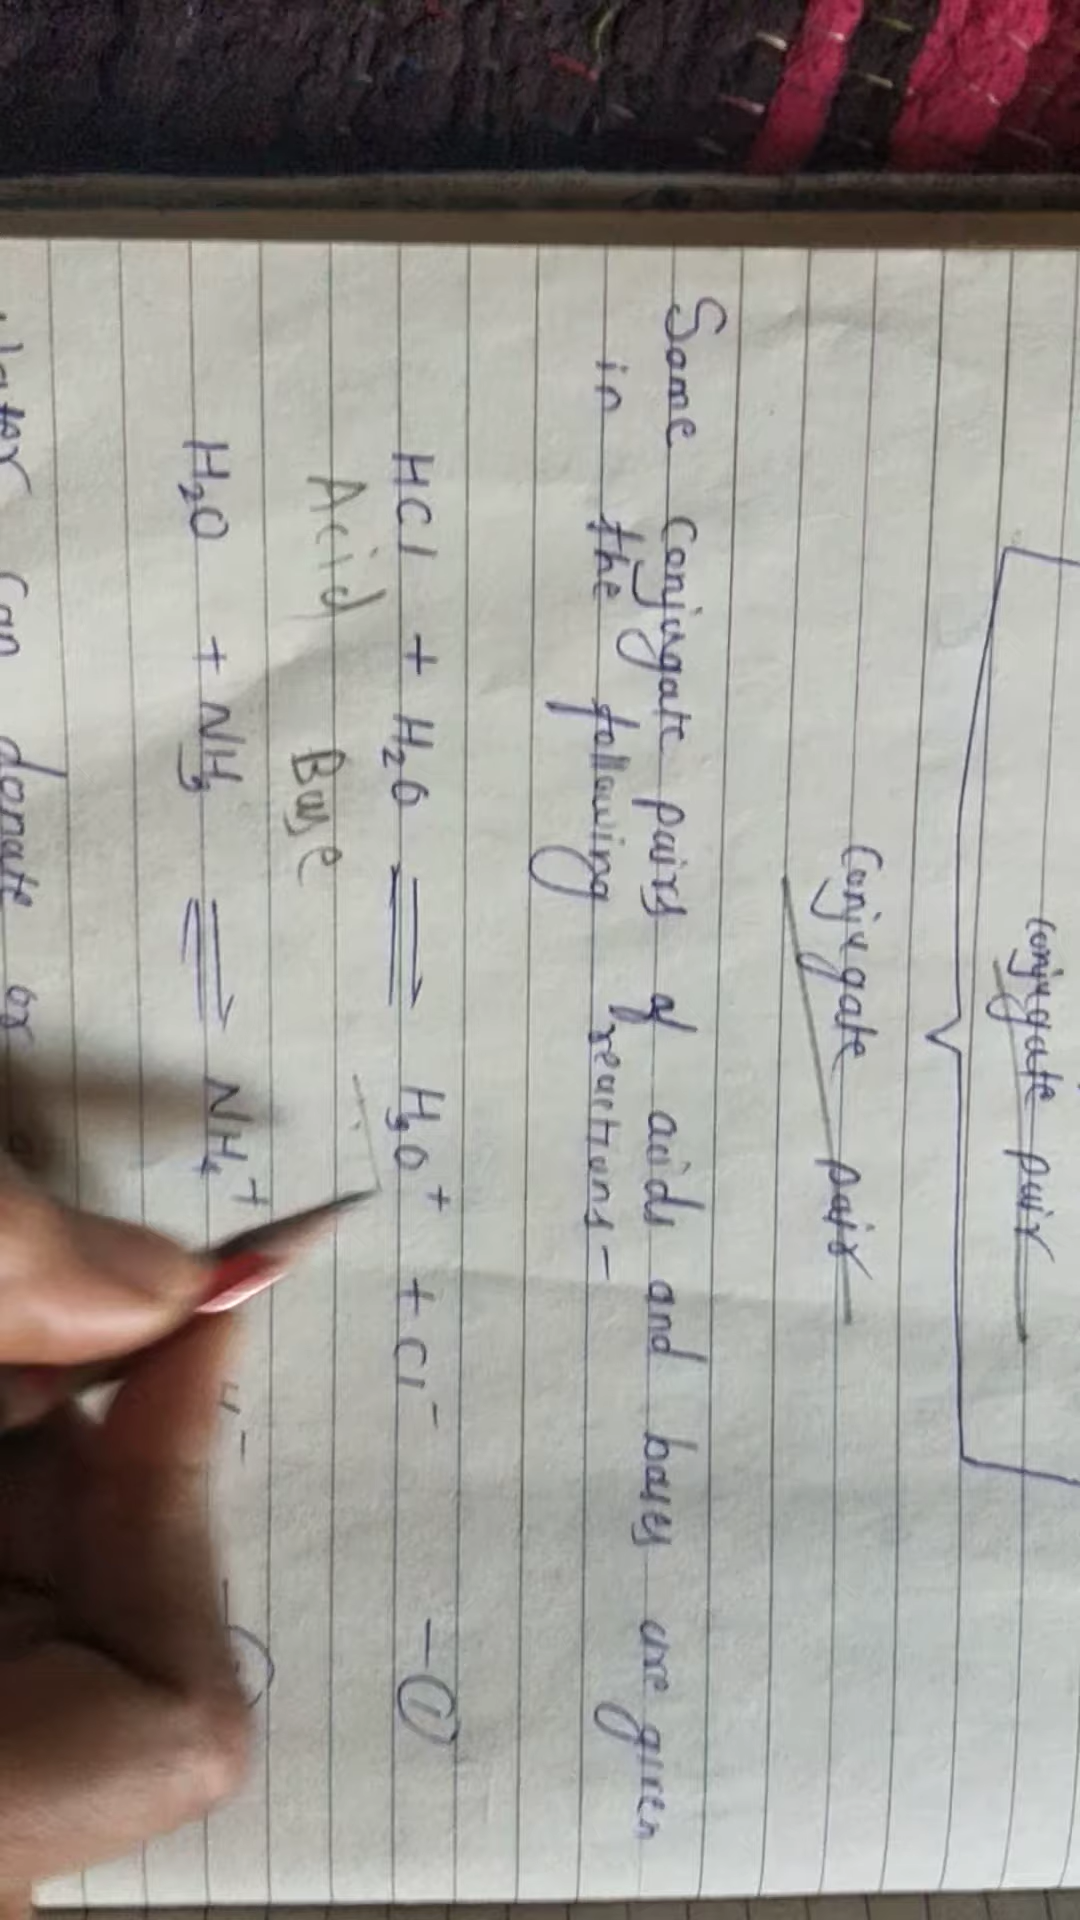 Conjugate pair
Conjugate pair
Some Conjugate pairs of acids and bases are given
in the following reactions-
HCl + H₂O ⇌ H₃O⁺ + Cl⁻ -①
Acid Base
H₂O + NH₃ ⇌ NH₄⁺
can donate or